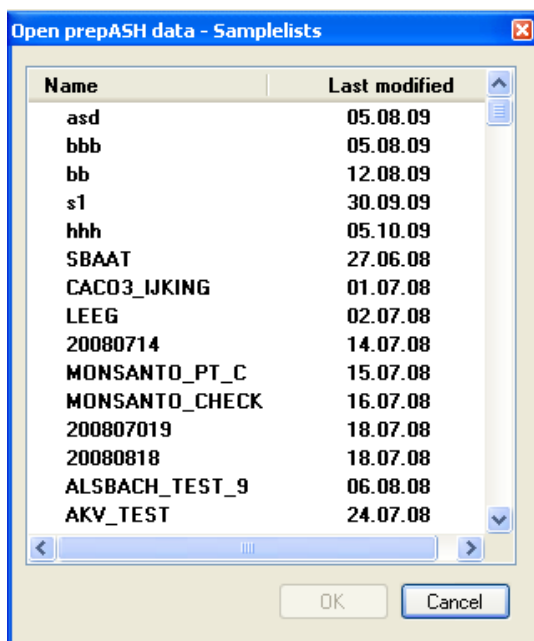 Open prepASH data - Samplelists
Name Last modified
asd 05.08.09
bbb 05.08.09
bb 12.08.09
s1 30.09.09
hhh 05.10.09
SBAAT 27.06.08
CACO3_IJKING 01.07.08
LEEG 02.07.08
20080714 14.07.08
MONSANTO_PT_C 15.07.08
MONSANTO_CHECK 16.07.08
200807019 18.07.08
20080818 18.07.08
ALSBACH_TEST_9 06.08.08
AKV_TEST 24.07.08
OK Cancel